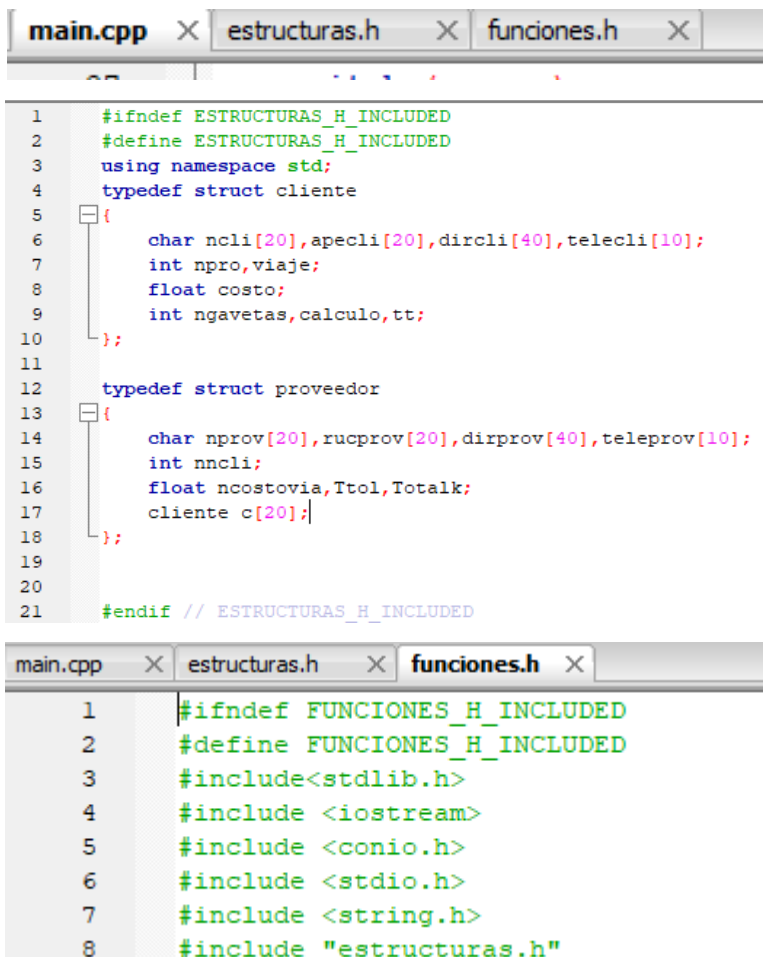 main.cpp × estructuras.h × funciones.h ×
1 #ifndef ESTRUCTURAS_H_INCLUDED
2 #define ESTRUCTURAS_H_INCLUDED
3 using namespace std;
4 typedef struct cliente
5 {
6 char ncli[20],apecli[20],dircli[40],telecli[10];
7 int npro,viaje;
8 float costo;
9 int ngavetas,calculo,tt;
10 };
11
12 typedef struct proveedor
13 {
14 char nprov[20],rucprov[20],dirprov[40],teleprov[10];
15 int nncli;
16 float ncostovia,Ttol,Totalk;
17 cliente c[20];
18 };
19
20
21 #endif // ESTRUCTURAS_H_INCLUDED
main.cpp × estructuras.h × funciones.h ×
1 #ifndef FUNCIONES_H_INCLUDED
2 #define FUNCIONES_H_INCLUDED
3 #include<stdlib.h>
4 #include <iostream>
5 #include <conio.h>
6 #include <stdio.h>
7 #include <string.h>
8 #include "estructuras.h"